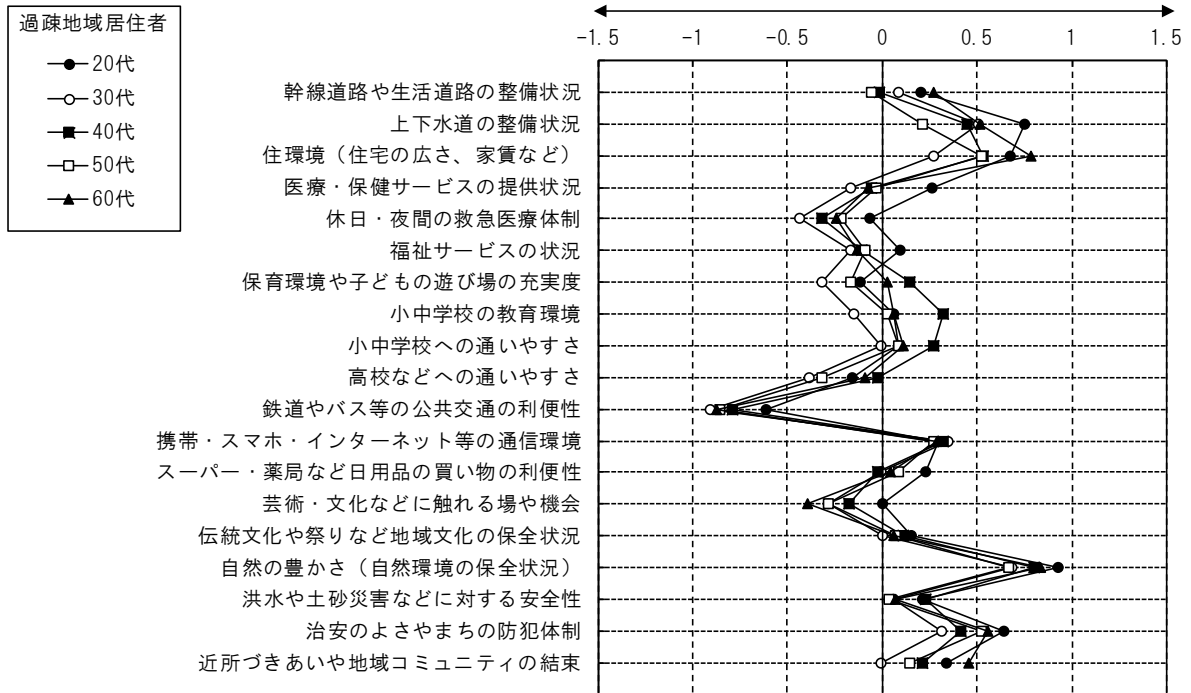 過疎地域居住者
20代
30代
40代
50代
60代
-1.5 -1 -0.5 0 0.5 1 1.5
幹線道路や生活道路の整備状況
上下水道の整備状況
住環境（住宅の広さ、家賃など）
医療・保健サービスの提供状況
休日・夜間の救急医療体制
福祉サービスの状況
保育環境や子どもの遊び場の充実度
小中学校の教育環境
小中学校への通いやすさ
高校などへの通いやすさ
鉄道やバス等の公共交通の利便性
携帯・スマホ・インターネット等の通信環境
スーパー・薬局など日用品の買い物の利便性
芸術・文化などに触れる場や機会
伝統文化や祭りなど地域文化の保全状況
自然の豊かさ（自然環境の保全状況）
洪水や土砂災害などに対する安全性
治安のよさやまちの防犯体制
近所づきあいや地域コミュニティの結束